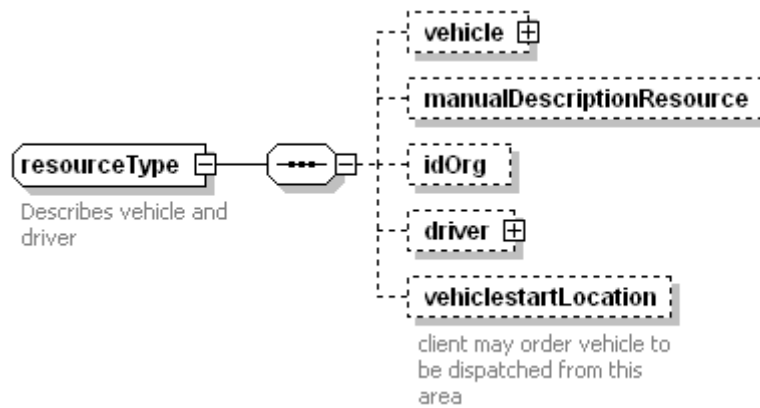 vehicle
manualDescriptionResource
resourceType
idOrg
Describes vehicle and
driver
driver
vehiclestartLocation
client may order vehicle to
be dispatched from this
area